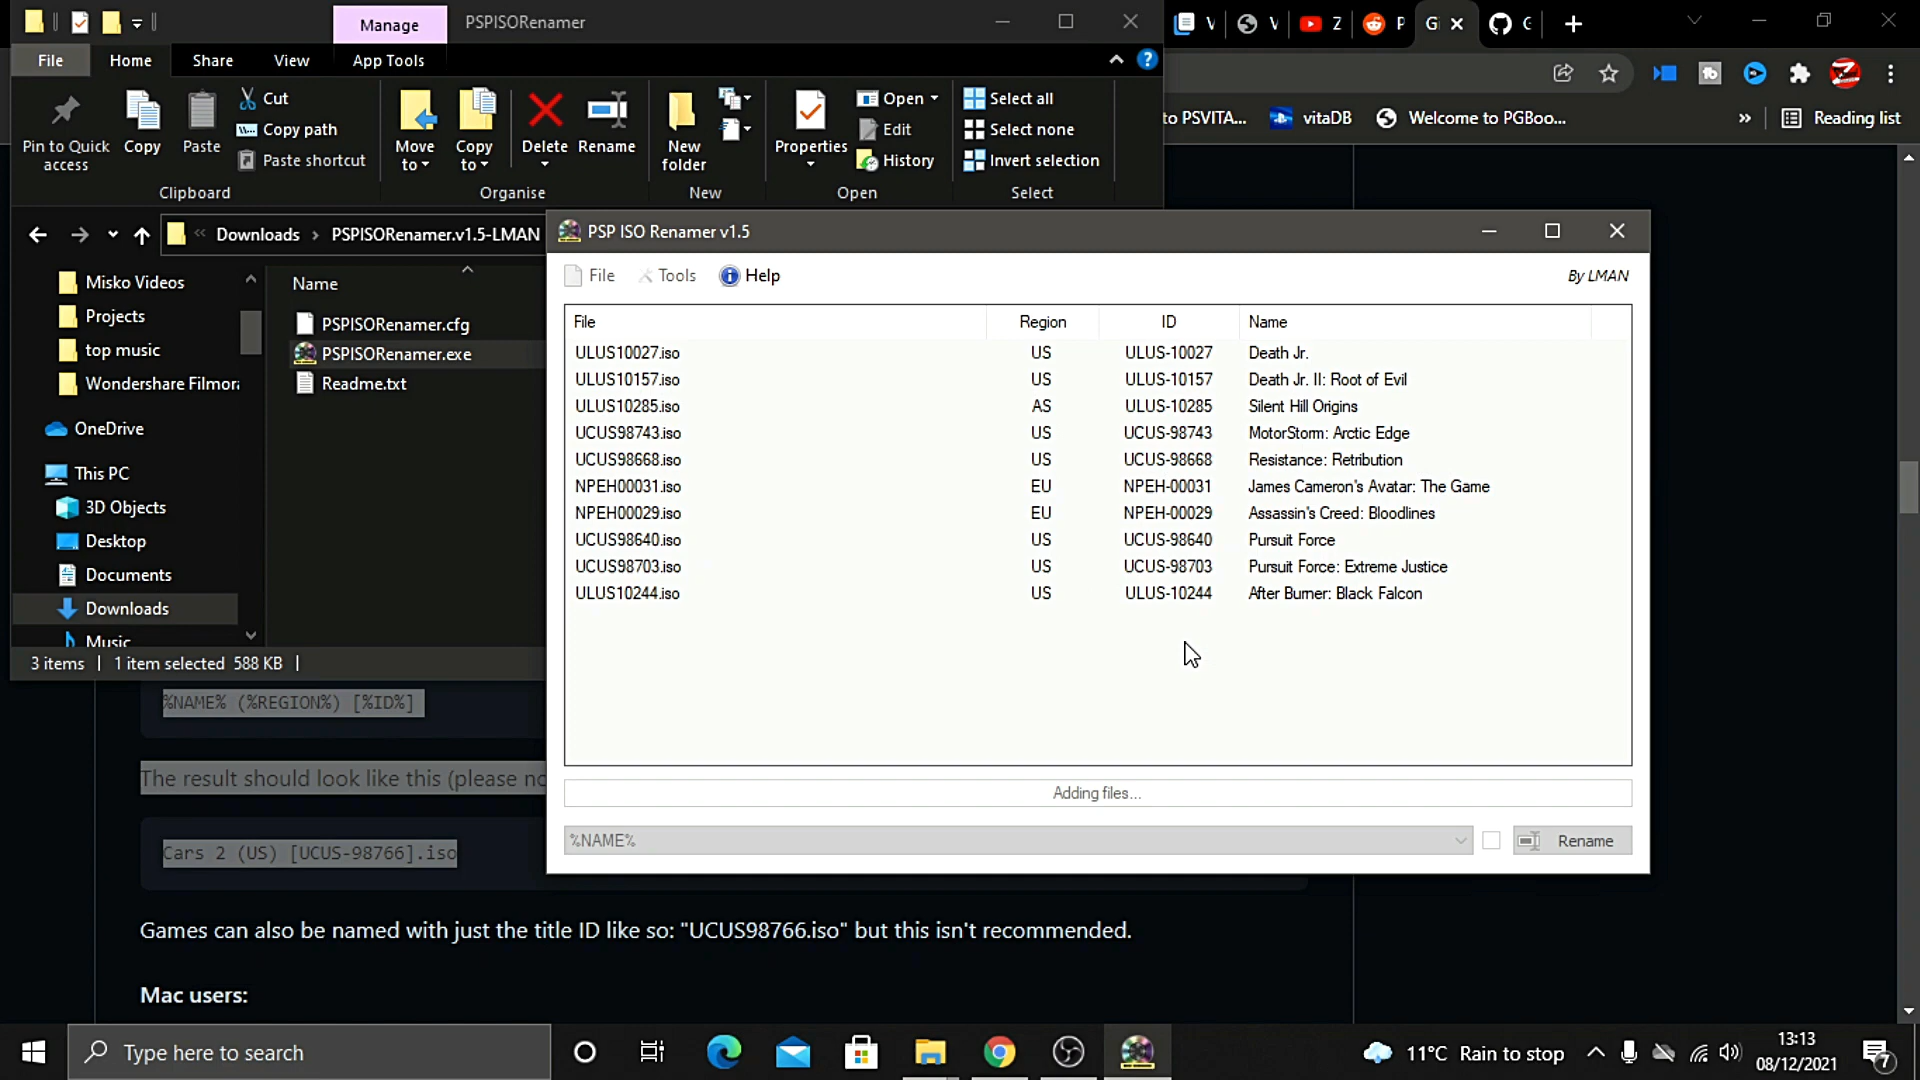 Manage
PSPISORenamer
File
Home
Share
View
App Tools
Pin to Quick access
Copy
Paste
Cut
Copy path
Paste shortcut
Clipboard
Move to
Copy to
Delete
Rename
Organise
New folder
New
Properties
Open
Edit
History
Open
Select all
Select none
Invert selection
Select
V
V
Z
P
G
to PSVITA...
vitaDB
Welcome to PGBoo...
»
Reading list
« Downloads › PSPISORenamer.v1.5-LMAN
Misko Videos
Projects
top music
Wondershare Filmora
OneDrive
This PC
3D Objects
Desktop
Documents
Downloads
Music
Name
PSPISORenamer.cfg
PSPISORenamer.exe
Readme.txt
3 items | 1 item selected 588 KB |
PSP ISO Renamer v1.5
File Tools Help
By LMAN
File Region ID Name
ULUS10027.iso US ULUS-10027 Death Jr.
ULUS10157.iso US ULUS-10157 Death Jr. II: Root of Evil
ULUS10285.iso AS ULUS-10285 Silent Hill Origins
UCUS98743.iso US UCUS-98743 MotorStorm: Arctic Edge
UCUS98668.iso US UCUS-98668 Resistance: Retribution
NPEH00031.iso EU NPEH-00031 James Cameron's Avatar: The Game
NPEH00029.iso EU NPEH-00029 Assassin's Creed: Bloodlines
UCUS98640.iso US UCUS-98640 Pursuit Force
UCUS98703.iso US UCUS-98703 Pursuit Force: Extreme Justice
ULUS10244.iso US ULUS-10244 After Burner: Black Falcon
Adding files...
%NAME%
Rename
%NAME% (%REGION%) [%ID%]
The result should look like this (please no
Cars 2 (US) [UCUS-98766].iso
Games can also be named with just the title ID like so: "UCUS98766.iso" but this isn't recommended.
Mac users:
Type here to search
11°C Rain to stop
13:13
08/12/2021
7